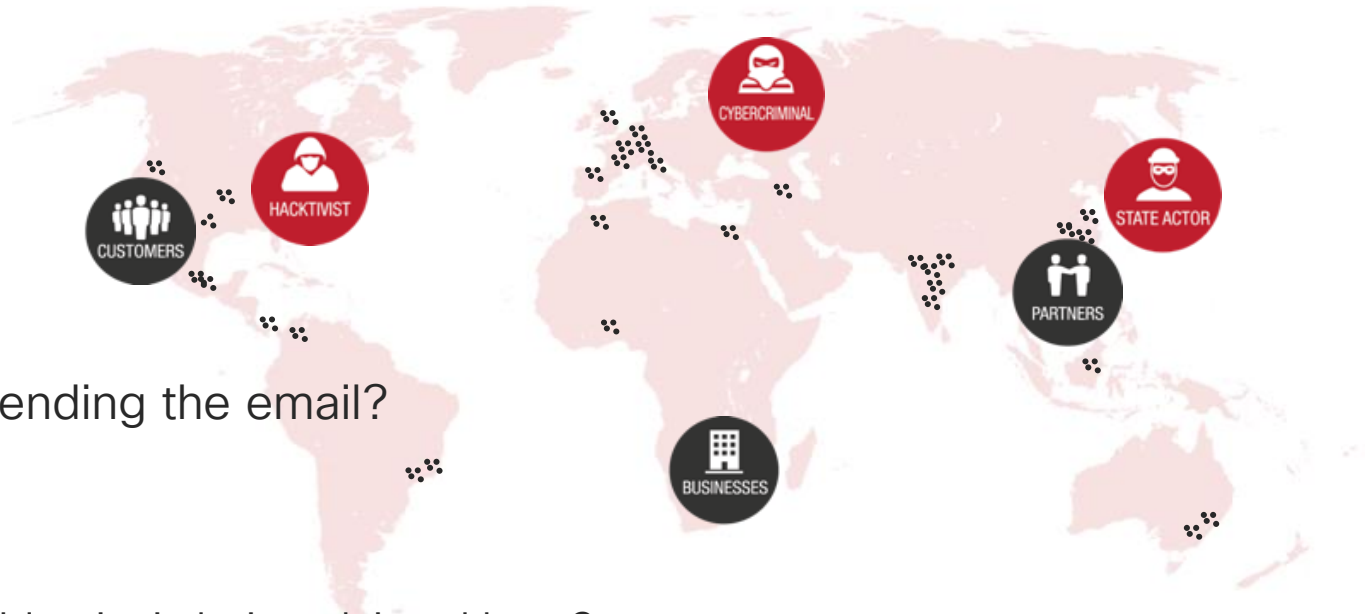 CYBERCRIMINAL
HACKTIVIST
STATE ACTOR
CUSTOMERS
PARTNERS
ending the email?
BUSINESSES